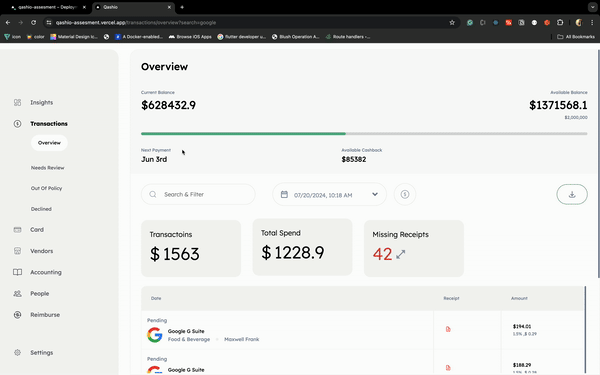 qashio-assesment - Deploy
Qashio
qashio-assesment.vercel.app/transactions/overview?search=google
icon
color
Material Design Ic...
A Docker-enabled...
Browse iOS Apps
flutter developer u...
Blush Operation A...
Route handlers -...
All Bookmarks
Overview
Current Balance
Available Balance
$628432.9
$1371568.1
$2,000,000
Next Payment
Available Cashback
Jun 3rd
$85382
Insights
Transactions
Overview
Needs Review
Out Of Policy
Declined
Card
Vendors
Accounting
People
Reimburse
Settings
Search & Filter
07/20/2024, 10:18 AM
Transactoins
$ 1563
Total Spend
$ 1228.9
Missing Receipts
42
Date
Receipt
Amount
Pending
Google G Suite
Food & Beverage
Maxwell Frank
$194.01
1.5% ,$ 0.29
Pending
Google G Suite
$188.29